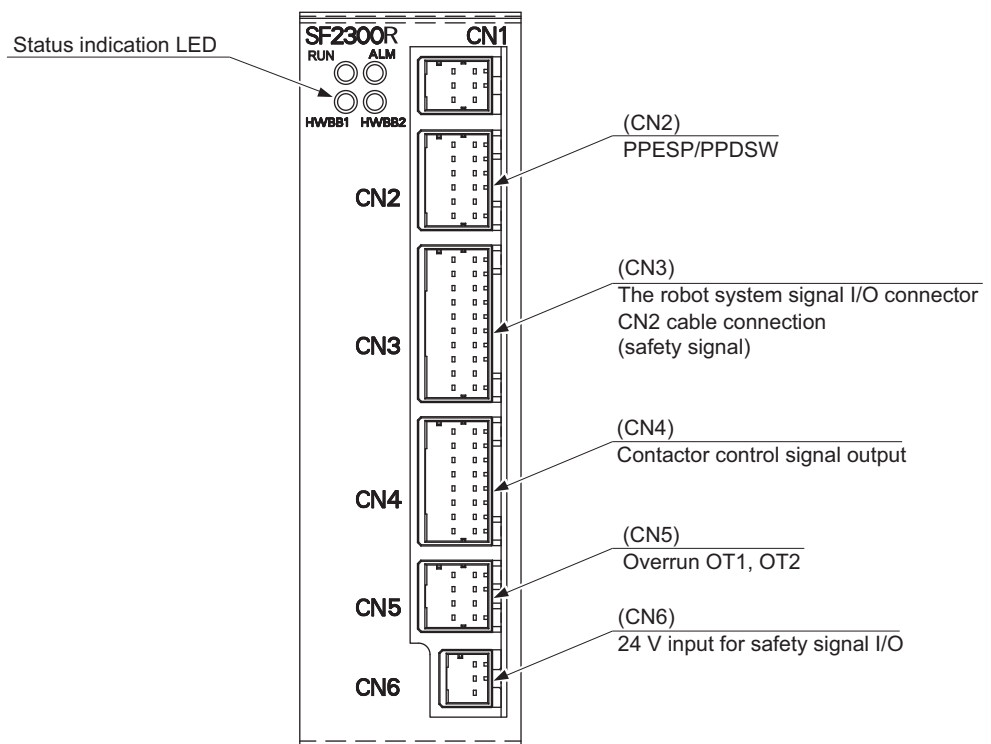 SF2300R CN1
Status indication LED
RUN ALM
HWBB1 HWBB2
(CN2)
PPESP/PPDSW
CN2
(CN3)
The robot system signal I/O connector
CN2 cable connection
(safety signal)
CN3
(CN4)
Contactor control signal output
CN4
(CN5)
Overrun OT1, OT2
CN5
(CN6)
24 V input for safety signal I/O
CN6